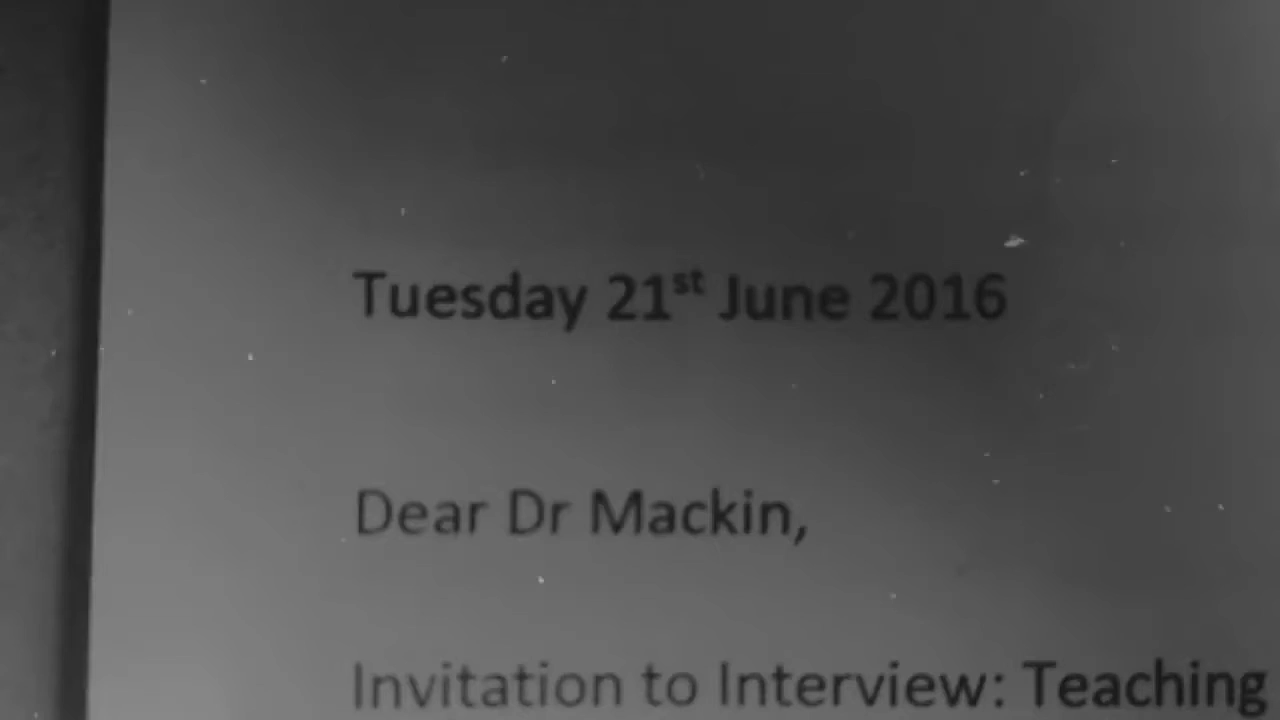 Tuesday 21st June 2016
Dear Dr Mackin,
Invitation to Interview: Teaching